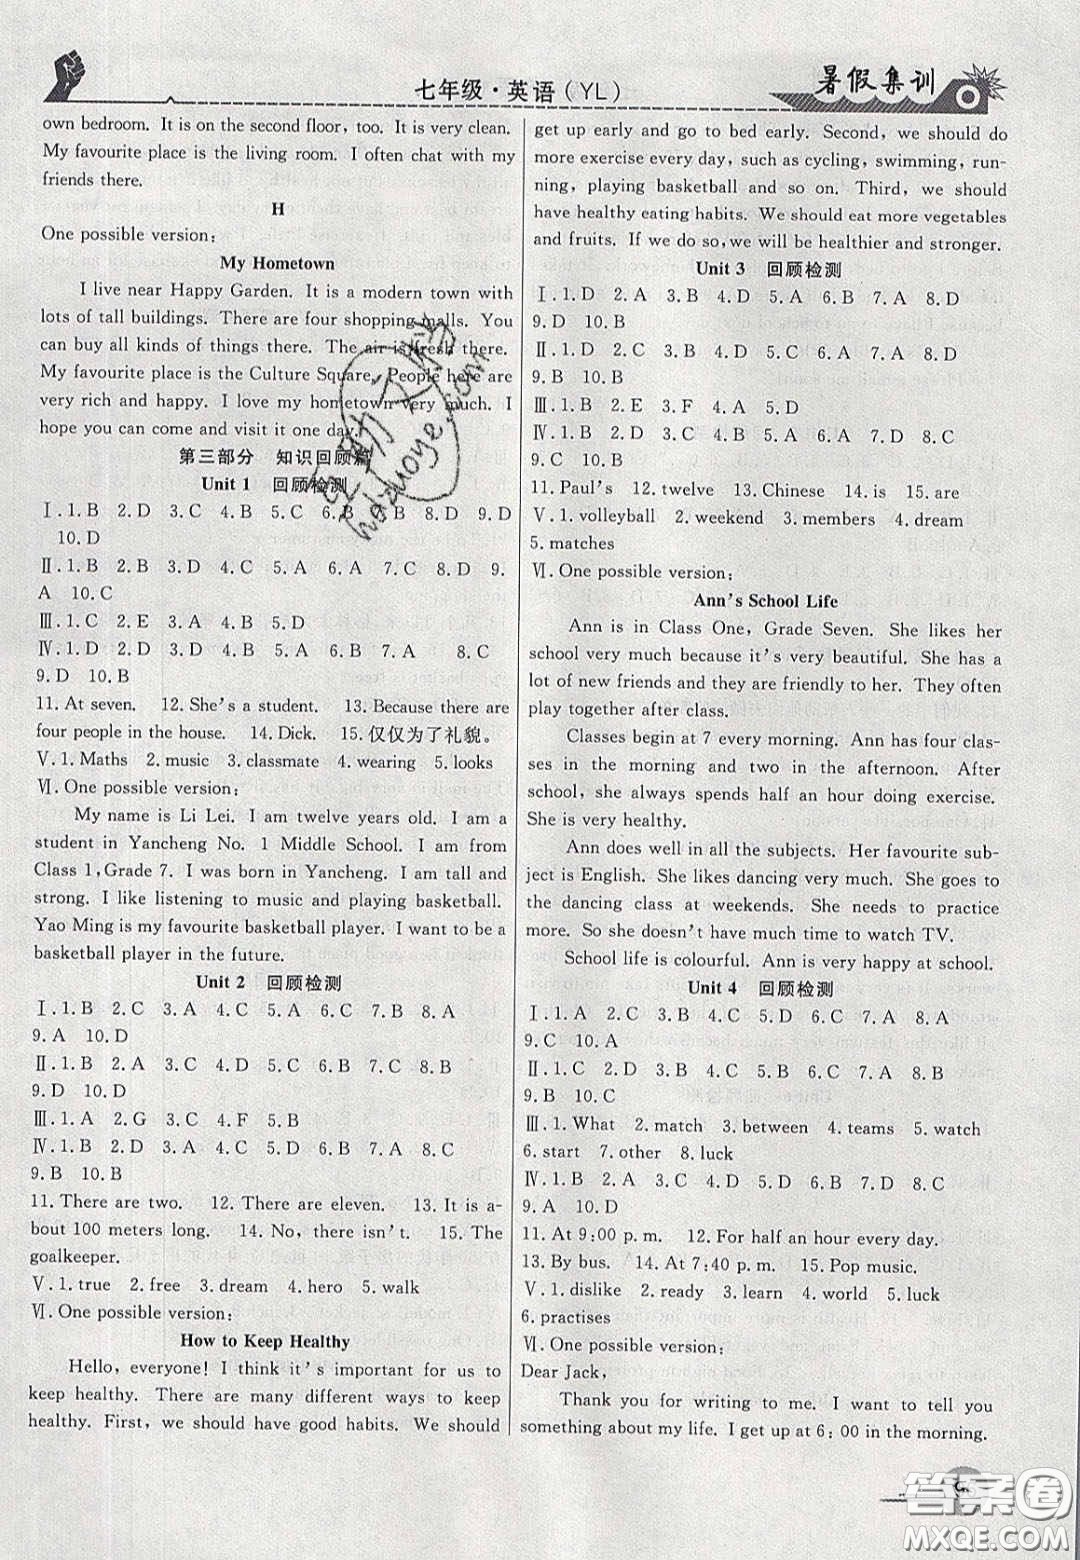 七年级·英语(YL)
暑假集训
own bedroom. It is on the second floor, too. It is very clean.
My favourite place is the living room. I often chat with my
friends there.
H
One possible version:
My Hometown
I live near Happy Garden. It is a modern town with
lots of tall buildings. There are four shopping malls. You
can buy all kinds of things there. The air is fresh there.
My favourite place is the Culture Square. People here are
very rich and happy. I love my hometown very much. I
hope you can come and visit it one day.
第三部分 知识回顾篇
Unit 1 回顾检测
Ⅰ.1.B 2.D 3.C 4.B 5.C 6.B 7.B 8.D 9.D
10.D
Ⅱ.1.B 2.B 3.D 4.C 5.A 6.A 7.C 8.D 9.
A 10.C
Ⅲ.1.C 2.E 3.A 4.B 5.D
Ⅳ.1.D 2.D 3.D 4.C 5.A 6.B 7.A 8.C
9.D 10.B
11. At seven. 12. She's a student. 13. Because there are
four people in the house. 14. Dick. 15.仅仅为了礼貌。
Ⅴ.1. Maths 2. music 3. classmate 4. wearing 5. looks
Ⅵ. One possible version:
My name is Li Lei. I am twelve years old. I am a
student in Yancheng No. 1 Middle School. I am from
Class 1, Grade 7. I was born in Yancheng. I am tall and
strong. I like listening to music and playing basketball.
Yao Ming is my favourite basketball player. I want to be a
basketball player in the future.
Unit 2 回顾检测
Ⅰ.1.B 2.C 3.A 4.C 5.A 6.C 7.B 8.A
9.A 10.D
Ⅱ.1.B 2.A 3.C 4.D 5.B 6.C 7.A 8.D
9.D 10.D
Ⅲ.1.A 2.G 3.C 4.F 5.B
Ⅳ.1.B 2.D 3.A 4.D 5.B 6.D 7.A 8.C
9.B 10.B
11. There are two. 12. There are eleven. 13. It is a-
bout 100 meters long. 14. No, there isn't. 15. The
goalkeeper.
Ⅴ.1. true 2. free 3. dream 4. hero 5. walk
Ⅵ. One possible version:
How to Keep Healthy
Hello, everyone! I think it's important for us to
keep healthy. There are many different ways to keep
healthy. First, we should have good habits. We should
get up early and go to bed early. Second, we should do
more exercise every day, such as cycling, swimming, run-
ning, playing basketball and so on. Third, we should
have healthy eating habits. We should eat more vegetables
and fruits. If we do so, we will be healthier and stronger.
Unit 3 回顾检测
Ⅰ.1.D 2.A 3.B 4.D 5.A 6.B 7.A 8.D
9.D 10.B
Ⅱ.1.D 2.C 3.B 4.D 5.C 6.A 7.A 8.D
9.B 10.B
Ⅲ.1.B 2.E 3.F 4.A 5.D
Ⅳ.1.B 2.A 3.D 4.C 5.A 6.B 7.D 8.C
9.D 10.C
11. Paul's 12. twelve 13. Chinese 14. is 15. are
Ⅴ.1. volleyball 2. weekend 3. members 4. dream
5. matches
Ⅵ. One possible version:
Ann's School Life
Ann is in Class One, Grade Seven. She likes her
school very much because it's very beautiful. She has a
lot of new friends and they are friendly to her. They often
play together after class.
Classes begin at 7 every morning. Ann has four clas-
ses in the morning and two in the afternoon. After
school, she always spends half an hour doing exercise.
She is very healthy.
Ann does well in all the subjects. Her favourite sub-
ject is English. She likes dancing very much. She goes to
the dancing class at weekends. She needs to practice
more. So she doesn't have much time to watch TV.
School life is colourful. Ann is very happy at school.
Unit 4 回顾检测
Ⅰ.1.A 2.C 3.B 4.C 5.D 6.D 7.C 8.A
9.C 10.A
Ⅱ.1.B 2.D 3.C 4.B 5.D 6.A 7.A 8.B
9.B 10.C
Ⅲ.1. What 2. match 3. between 4. teams 5. watch
6. start 7. other 8. luck
Ⅳ.1.B 2.A 3.C 4.D 5.C 6.B 7.A 8.C
9.A 10.D
11. At 9:00 p. m. 12. For half an hour every day.
13. By bus. 14. At 7:40 p. m. 15. Pop music.
Ⅴ.1. dislike 2. ready 3. learn 4. world 5. luck
6. practises
Ⅵ. One possible version:
Dear Jack,
Thank you for writing to me. I want to tell you
something about my life. I get up at 6:00 in the morning.
hdzuoye.com
答案卷
MXQE.COM